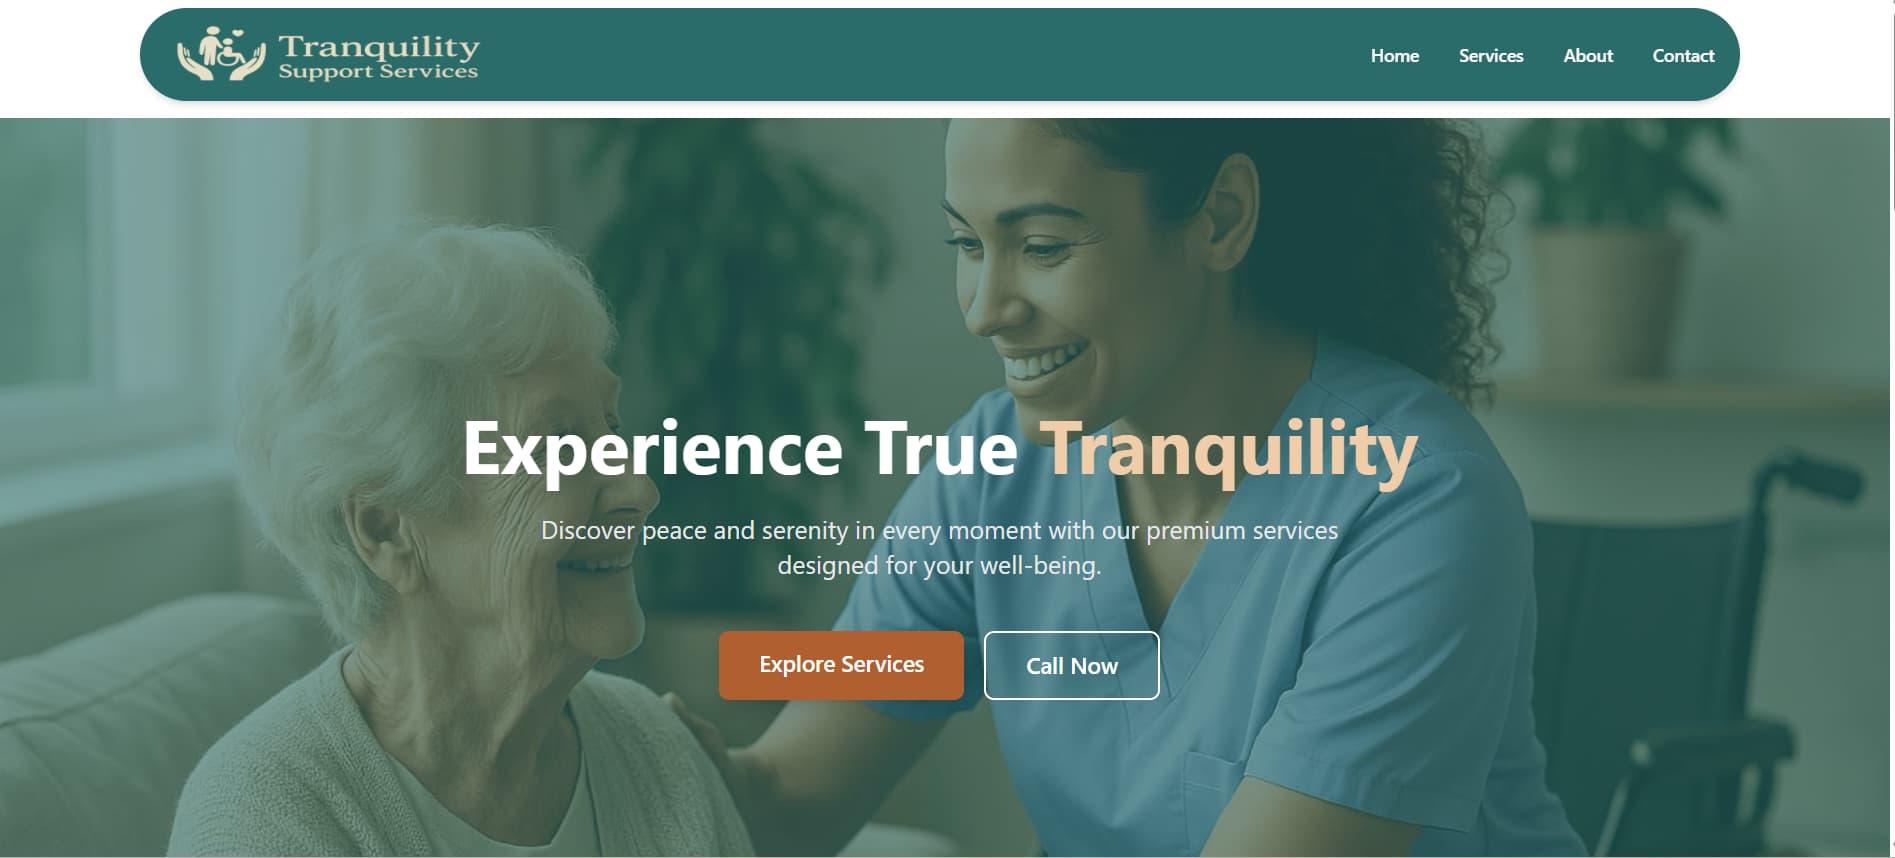 Tranquility
Support Services
Home Services About Contact
Experience True Tranquility
Discover peace and serenity in every moment with our premium services
designed for your well-being.
Explore Services Call Now